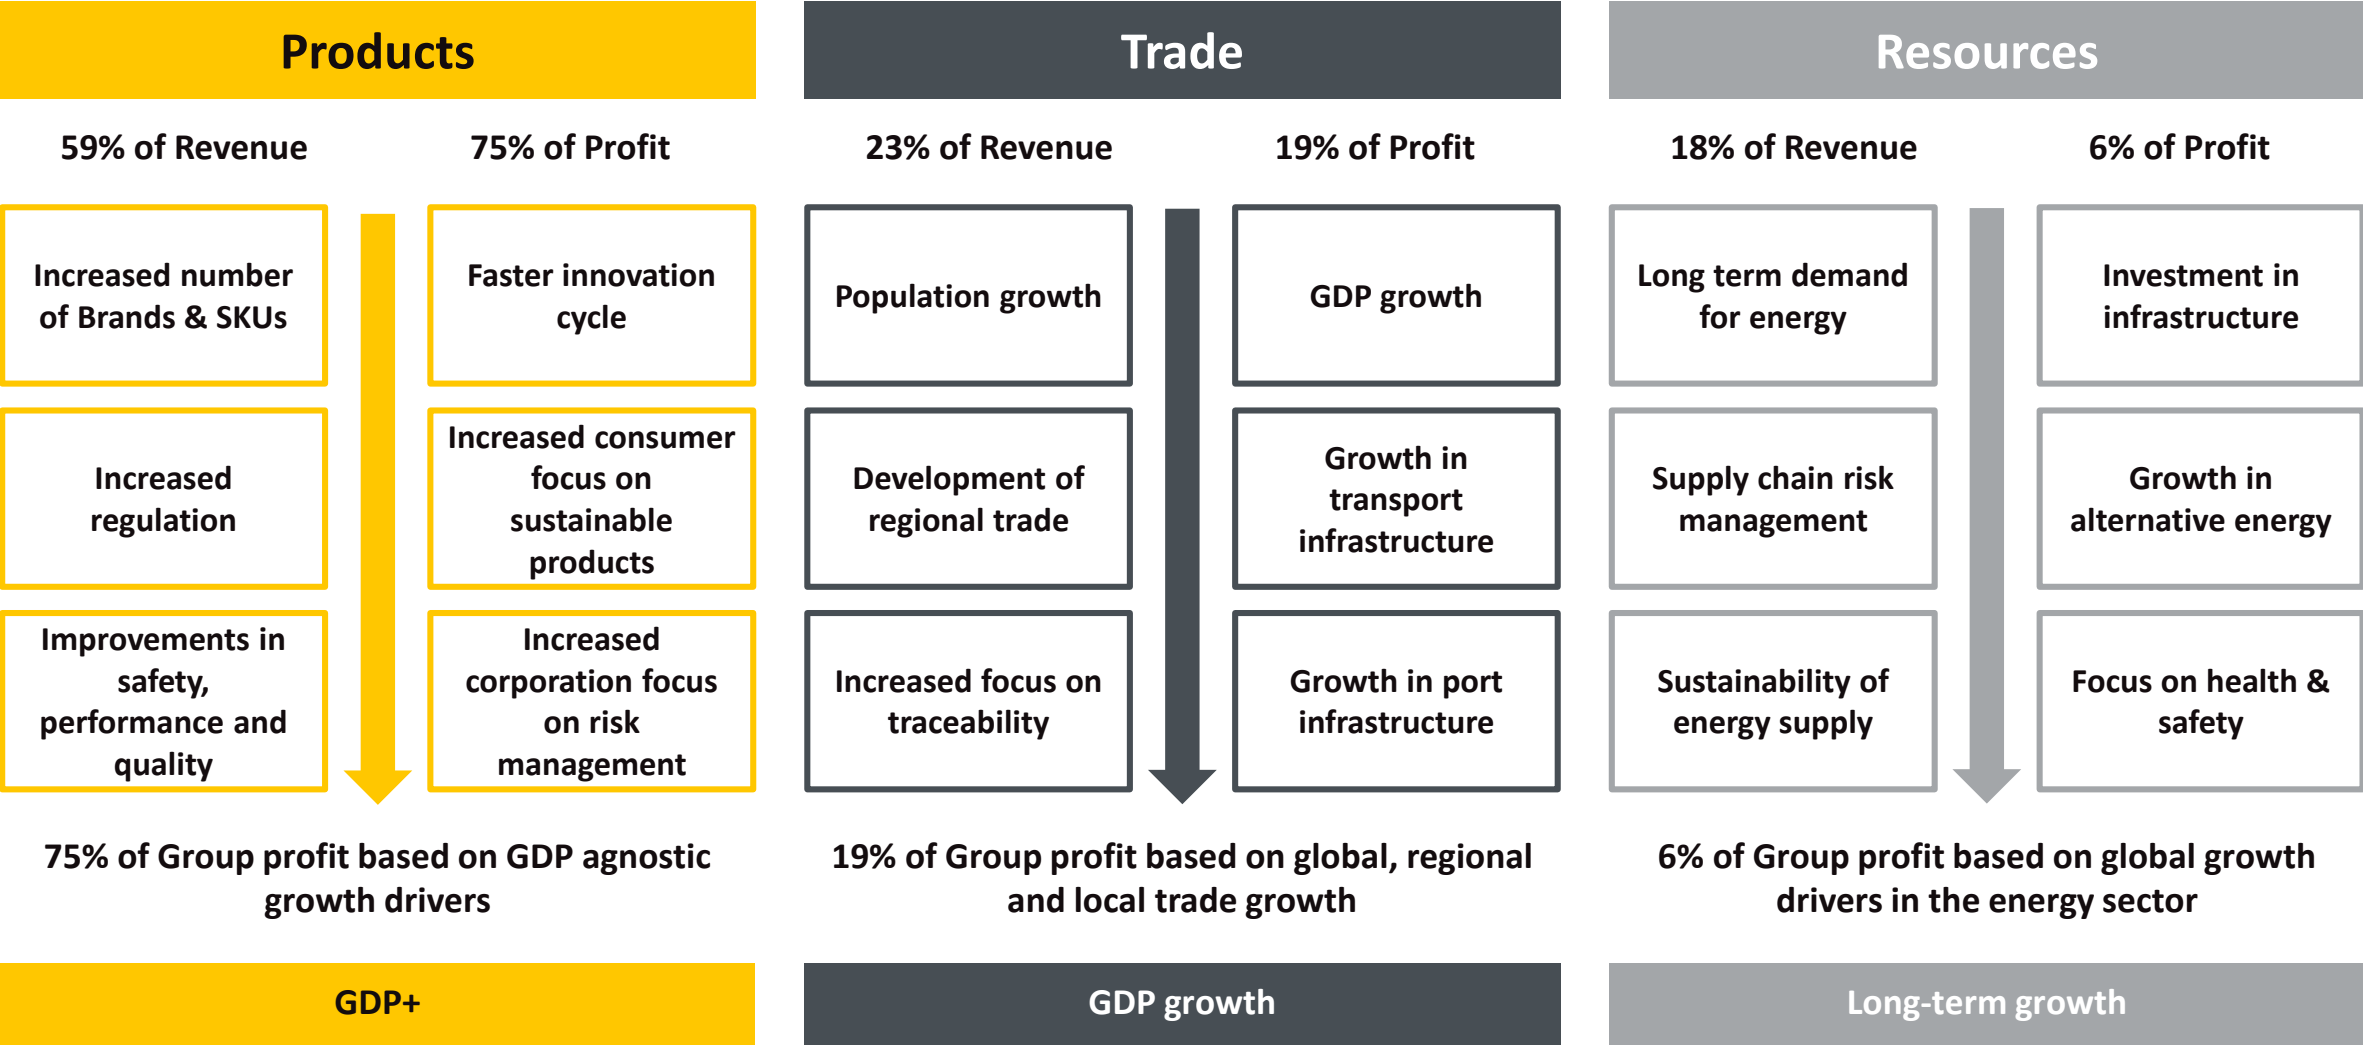 Products
59% of Revenue
75% of Profit
Increased number
of Brands & SKUs
Faster innovation
cycle
Increased
regulation
Increased consumer
focus on
sustainable
products
Improvements in
safety,
performance and
quality
Increased
corporation focus
on risk
management
75% of Group profit based on GDP agnostic
growth drivers
GDP+
Trade
23% of Revenue
19% of Profit
Population growth
GDP growth
Development of
regional trade
Growth in
transport
infrastructure
Increased focus on
traceability
Growth in port
infrastructure
19% of Group profit based on global, regional
and local trade growth
GDP growth
Resources
18% of Revenue
6% of Profit
Long term demand
for energy
Investment in
infrastructure
Supply chain risk
management
Growth in
alternative energy
Sustainability of
energy supply
Focus on health &
safety
6% of Group profit based on global growth
drivers in the energy sector
Long-term growth